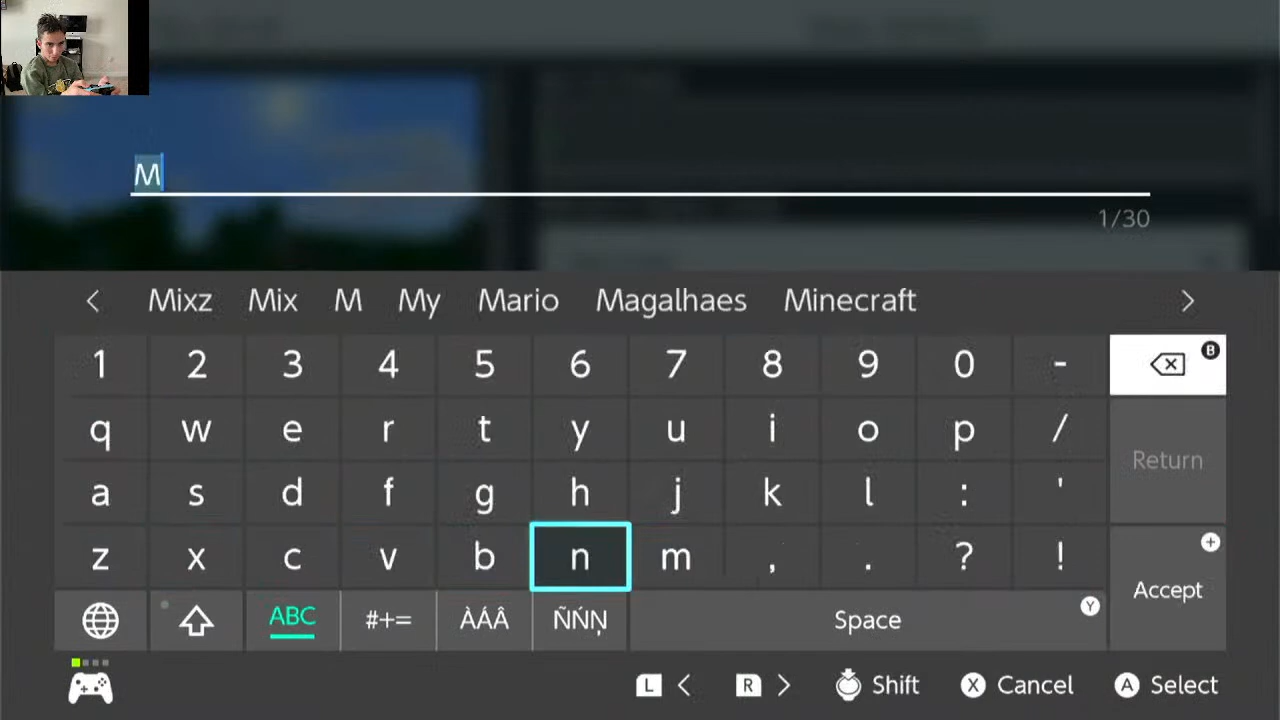 M
1/30
Mixz Mix M My Mario Magalhaes Minecraft
1 2 3 4 5 6 7 8 9 0 - B
q w e r t y u i o p /
Return
a s d f g h j k l : '
z x c v b n m , . ? ! +
Accept
ABC #+= ÀÁÂ ÑŃŅ Space Y
L R Shift X Cancel A Select